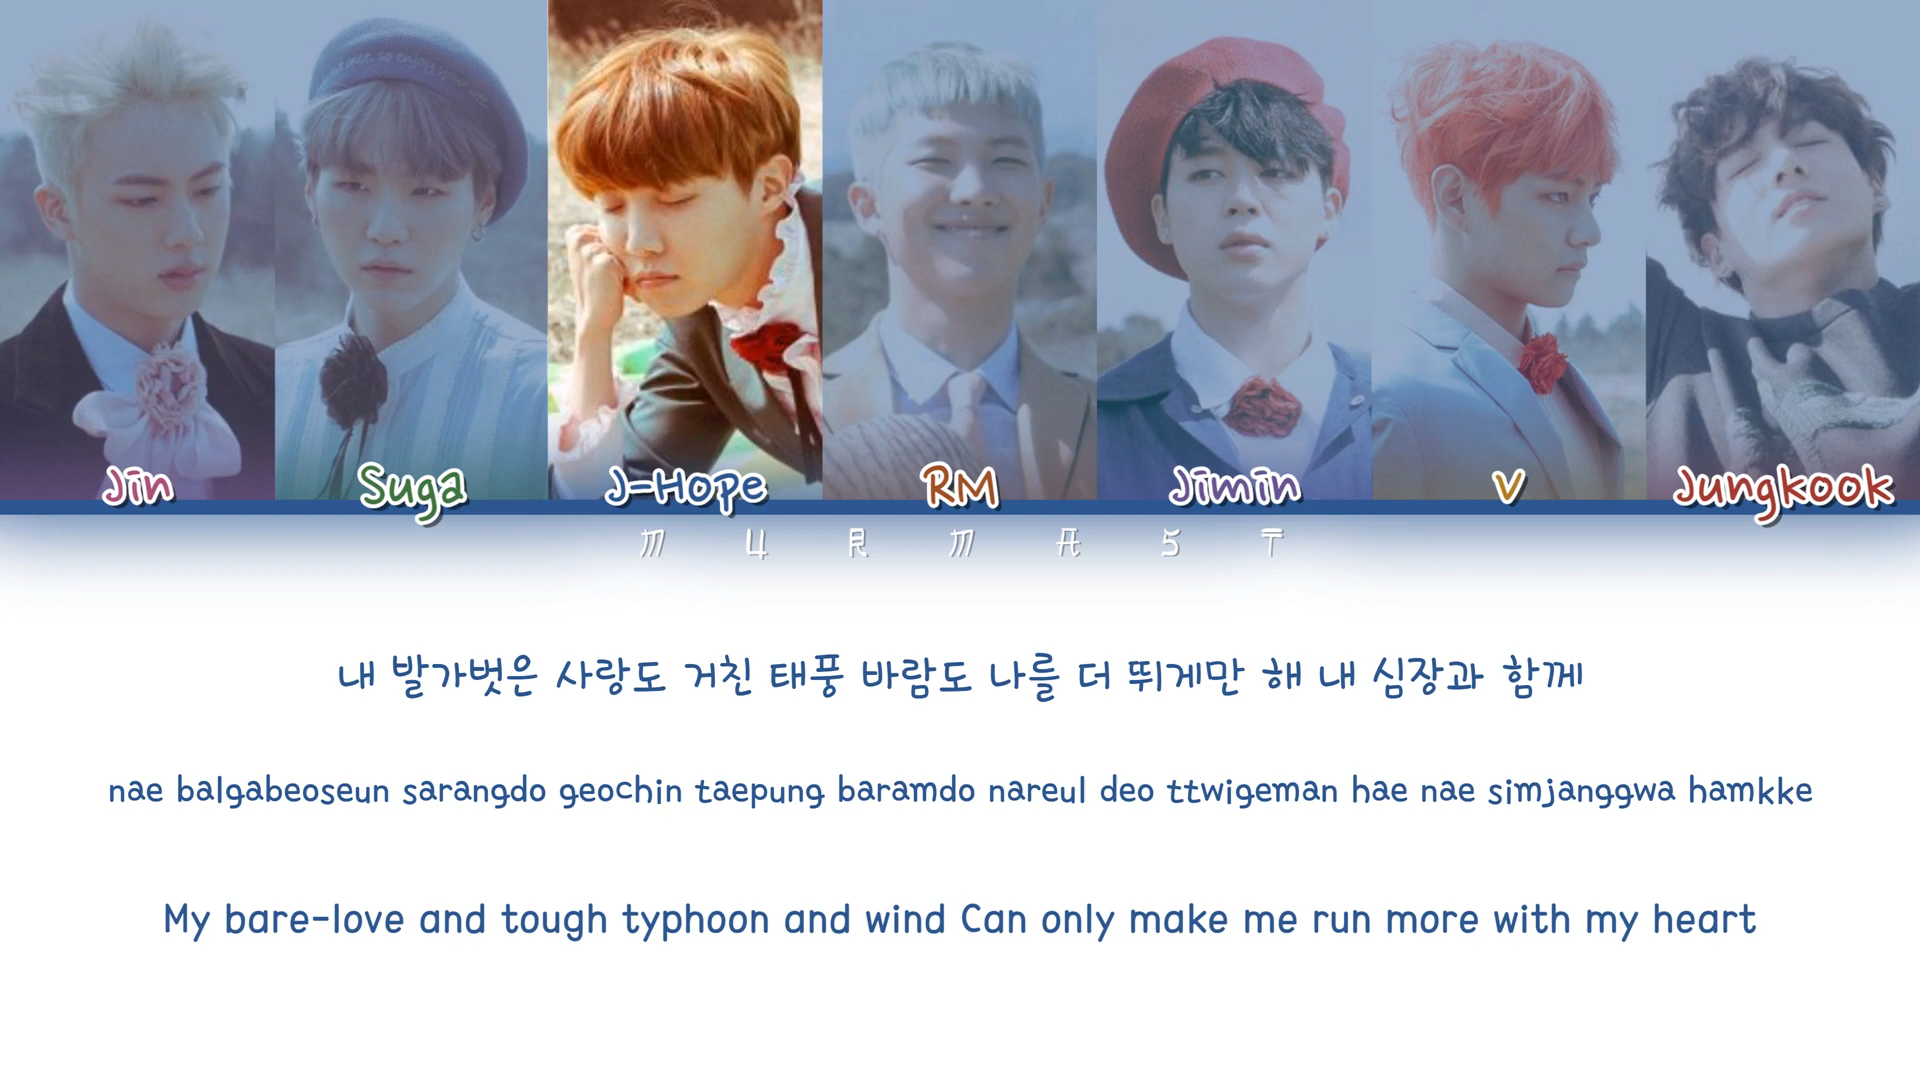 Jin Suga J-Hope RM Jimin V Jungkook
M U R M A S T
내 발가벗은 사랑도 거친 태풍 바람도 나를 더 뛰게만 해 내 심장과 함께
nae balgabeoseun sarangdo geochin taepung baramdo nareul deo ttwigeman hae nae simjanggwa hamkke
My bare-love and tough typhoon and wind Can only make me run more with my heart